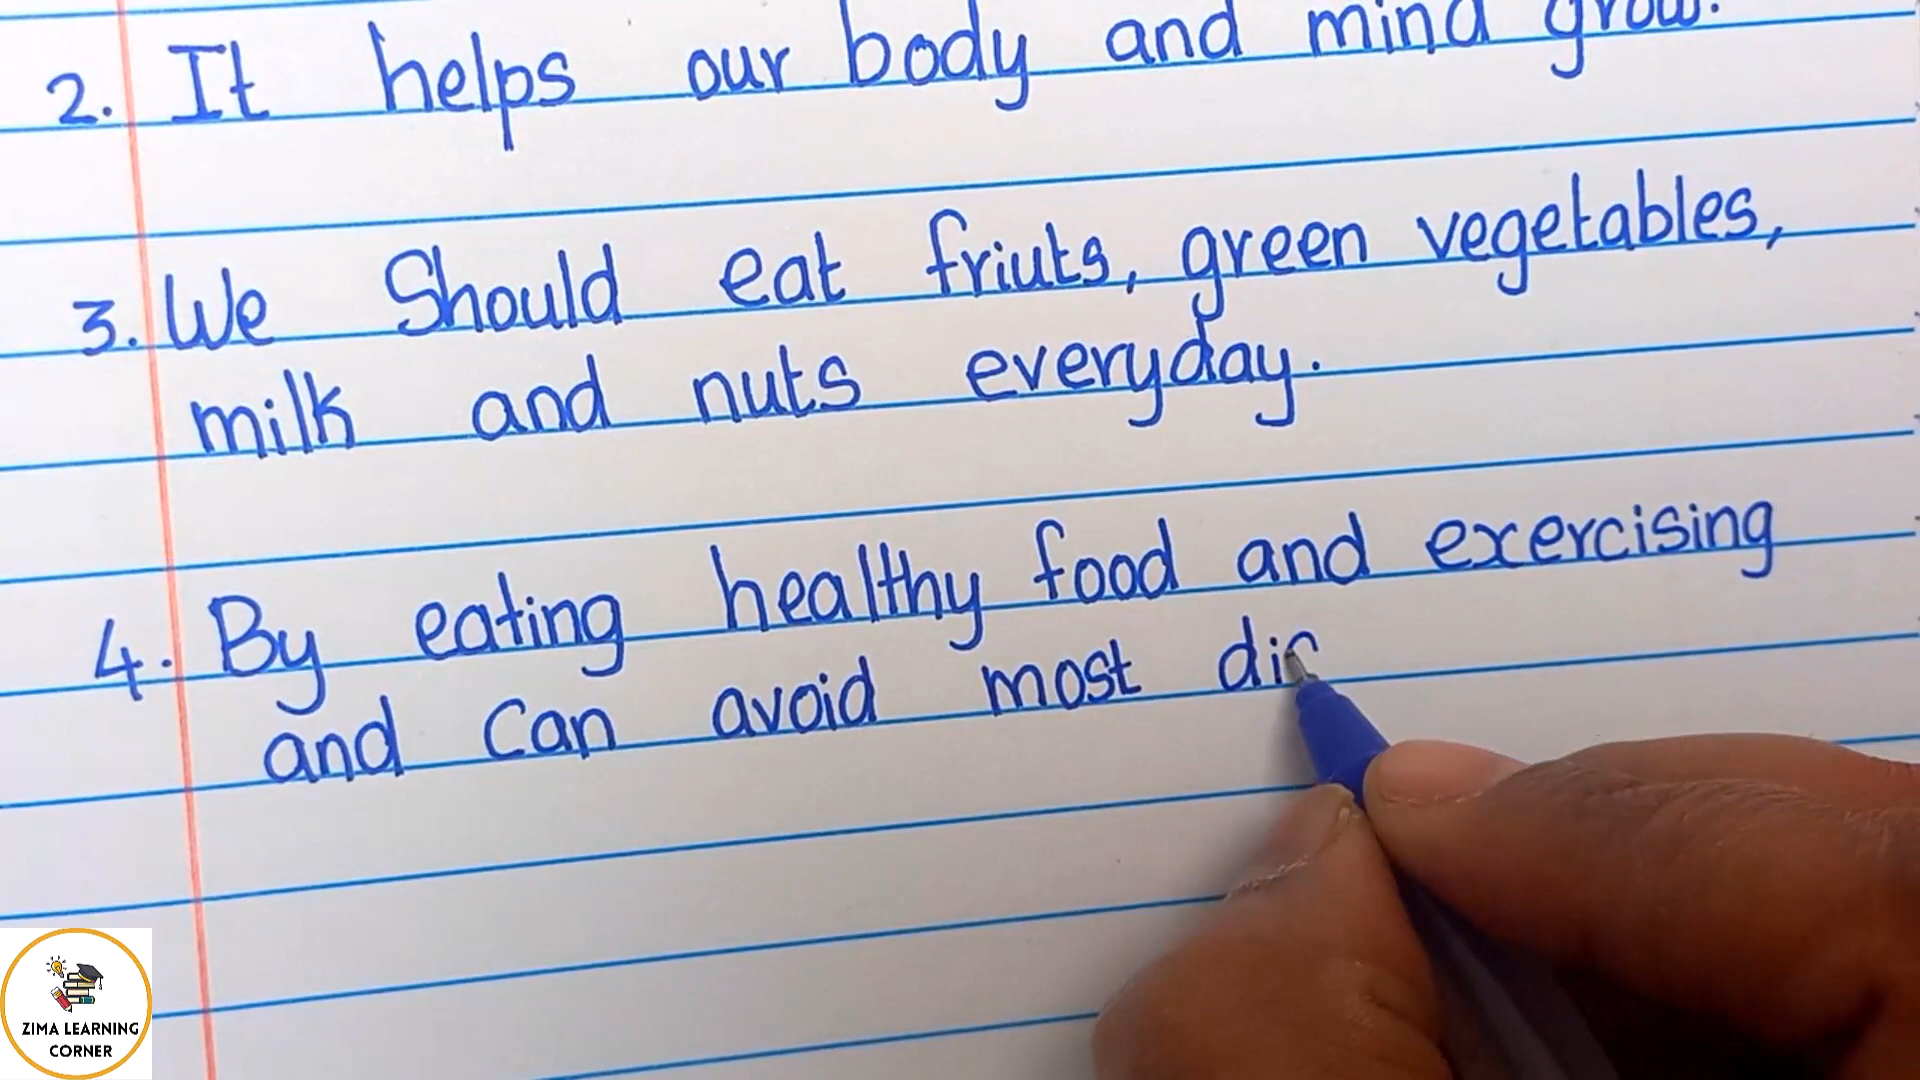 2. It helps our body and mind grow.
3. We Should eat friuts, green vegetables,
milk and nuts everyday.
4. By eating healthy food and exercising
and can avoid most
ZIMA LEARNING
CORNER